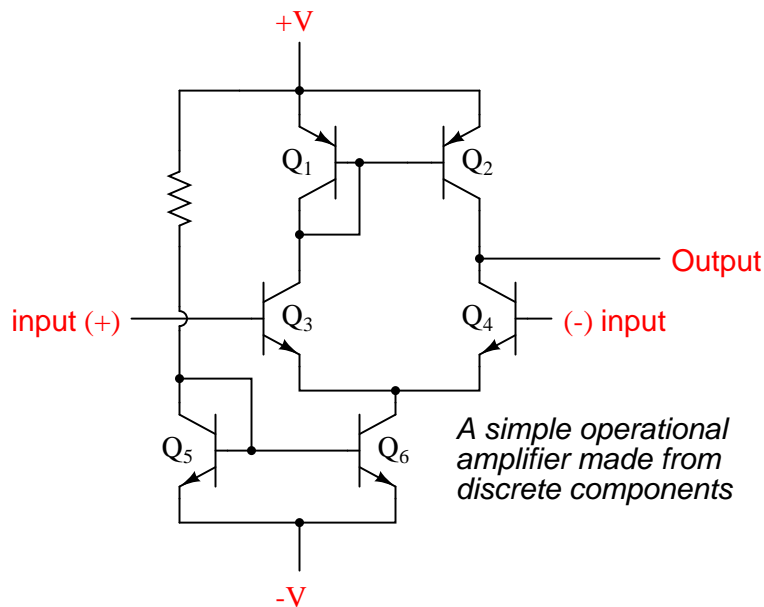 +V
Q1
Q2
Output
input (+)
Q3
Q4
(-) input
Q5
Q6
A simple operational
amplifier made from
discrete components
-V